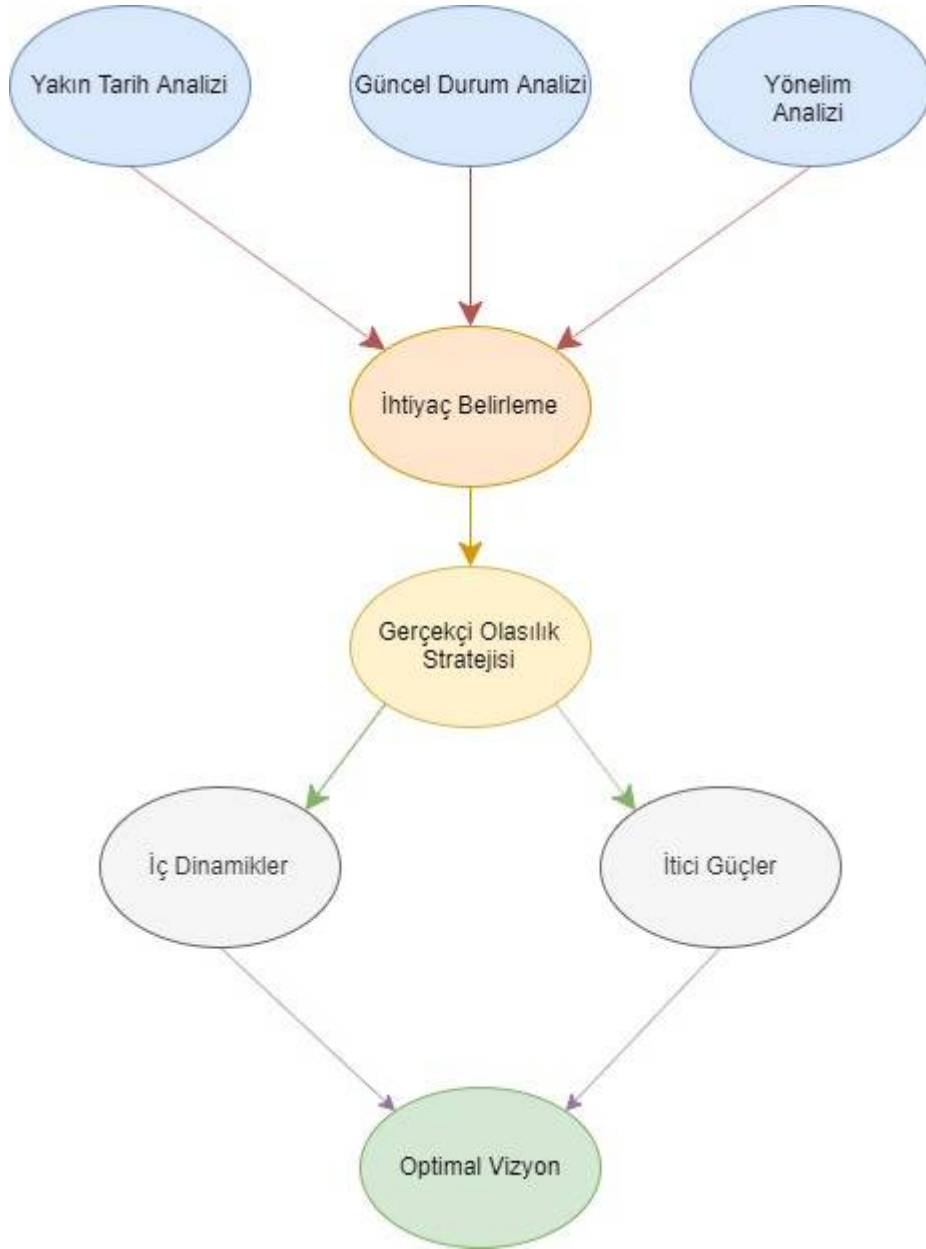 Yakın Tarih Analizi
Güncel Durum Analizi
Yönelim
Analizi
İhtiyaç Belirleme
Gerçekçi Olasılık
Stratejisi
İç Dinamikler
İtici Güçler
Optimal Vizyon